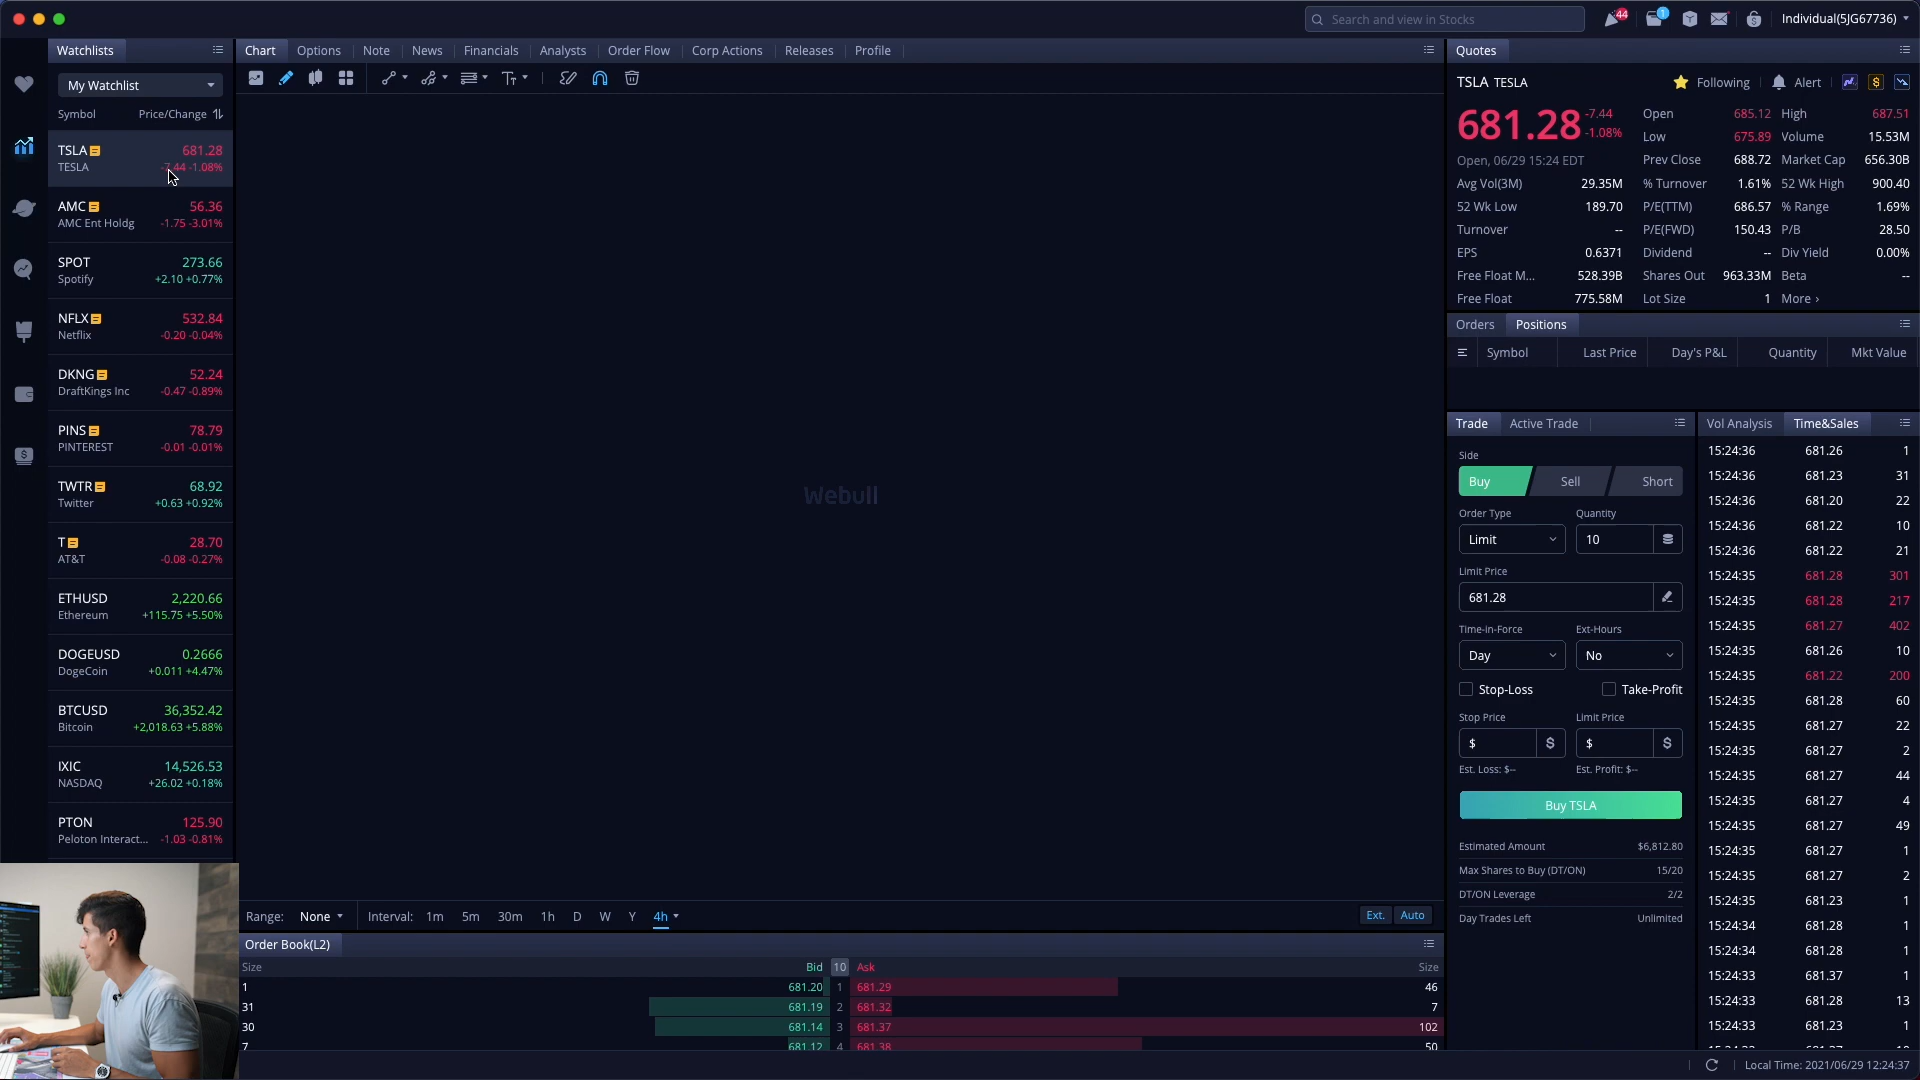 Search and view in Stocks
44
1
Individual(5JG67736)
Watchlists
My Watchlist
Symbol Price/Change
TSLA 681.28
TESLA -7.44 -1.08%
AMC 56.36
AMC Ent Holdg -1.75 -3.01%
SPOT 273.66
Spotify +2.10 +0.77%
NFLX 532.84
Netflix -0.20 -0.04%
DKNG 52.24
DraftKings Inc -0.47 -0.89%
PINS 78.79
PINTEREST -0.01 -0.01%
TWTR 68.92
Twitter +0.63 +0.92%
T 28.70
AT&T -0.08 -0.27%
ETHUSD 2,220.66
Ethereum +115.75 +5.50%
DOGEUSD 0.2666
DogeCoin +0.011 +4.47%
BTCUSD 36,352.42
Bitcoin +2,018.63 +5.88%
IXIC 14,526.53
NASDAQ +26.02 +0.18%
PTON 125.90
Peloton Interact... -1.03 -0.81%
Chart Options Note News Financials Analysts Order Flow Corp Actions Releases Profile
Webull
Range: None Interval: 1m 5m 30m 1h D W Y 4h Ext. Auto
Order Book(L2)
Size Bid 10 Ask Size
1 681.20 1 681.29 46
31 681.19 2 681.32 7
30 681.14 3 681.37 102
7 681.12 4 681.38 50
Quotes
TSLA TESLA Following Alert
681.28 -7.44 -1.08%
Open, 06/29 15:24 EDT
Open 685.12 High 687.51
Low 675.89 Volume 15.53M
Prev Close 688.72 Market Cap 656.30B
Avg Vol(3M) 29.35M % Turnover 1.61% 52 Wk High 900.40
52 Wk Low 189.70 P/E(TTM) 686.57 % Range 1.69%
Turnover -- P/E(FWD) 150.43 P/B 28.50
EPS 0.6371 Dividend -- Div Yield 0.00%
Free Float M... 528.39B Shares Out 963.33M Beta --
Free Float 775.58M Lot Size 1 More ›
Orders Positions
Symbol Last Price Day's P&L Quantity Mkt Value
Trade Active Trade
Side
Buy Sell Short
Order Type Quantity
Limit 10
Limit Price
681.28
Time-in-Force Ext-Hours
Day No
Stop-Loss Take-Profit
Stop Price Limit Price
$ $ $ $
Est. Loss: $-- Est. Profit: $--
Buy TSLA
Estimated Amount $6,812.80
Max Shares to Buy (DT/ON) 15/20
DT/ON Leverage 2/2
Day Trades Left Unlimited
Vol Analysis Time&Sales
15:24:36 681.26 1
15:24:36 681.23 31
15:24:36 681.20 22
15:24:36 681.22 10
15:24:36 681.22 21
15:24:35 681.28 301
15:24:35 681.28 217
15:24:35 681.27 402
15:24:35 681.26 10
15:24:35 681.22 200
15:24:35 681.28 60
15:24:35 681.27 22
15:24:35 681.27 2
15:24:35 681.27 44
15:24:35 681.27 4
15:24:35 681.27 49
15:24:35 681.27 1
15:24:35 681.27 2
15:24:35 681.23 1
15:24:34 681.28 1
15:24:34 681.28 1
15:24:33 681.37 1
15:24:33 681.28 13
15:24:33 681.23 1
Local Time: 2021/06/29 12:24:37